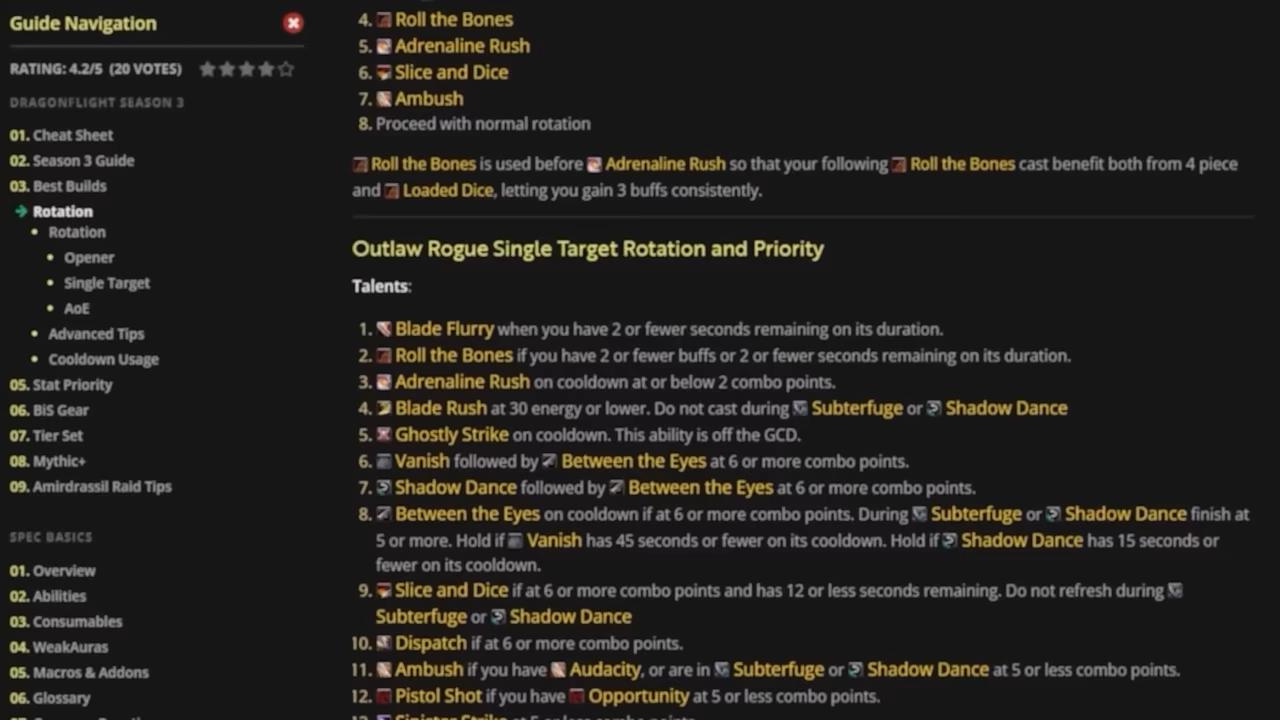 Guide Navigation
RATING: 4.2/5 (20 VOTES)
DRAGONFLIGHT SEASON 3
01. Cheat Sheet
02. Season 3 Guide
03. Best Builds
Rotation
Rotation
Opener
Single Target
AoE
Advanced Tips
Cooldown Usage
05. Stat Priority
06. BiS Gear
07. Tier Set
08. Mythic+
09. Amirdrassil Raid Tips
SPEC BASICS
01. Overview
02. Abilities
03. Consumables
04. WeakAuras
05. Macros & Addons
06. Glossary
4. Roll the Bones
5. Adrenaline Rush
6. Slice and Dice
7. Ambush
8. Proceed with normal rotation
Roll the Bones is used before Adrenaline Rush so that your following Roll the Bones cast benefit both from 4 piece
and Loaded Dice, letting you gain 3 buffs consistently.
Outlaw Rogue Single Target Rotation and Priority
Talents:
1. Blade Flurry when you have 2 or fewer seconds remaining on its duration.
2. Roll the Bones if you have 2 or fewer buffs or 2 or fewer seconds remaining on its duration.
3. Adrenaline Rush on cooldown at or below 2 combo points.
4. Blade Rush at 30 energy or lower. Do not cast during Subterfuge or Shadow Dance
5. Ghostly Strike on cooldown. This ability is off the GCD.
6. Vanish followed by Between the Eyes at 6 or more combo points.
7. Shadow Dance followed by Between the Eyes at 6 or more combo points.
8. Between the Eyes on cooldown if at 6 or more combo points. During Subterfuge or Shadow Dance finish at
5 or more. Hold if Vanish has 45 seconds or fewer on its cooldown. Hold if Shadow Dance has 15 seconds or
fewer on its cooldown.
9. Slice and Dice if at 6 or more combo points and has 12 or less seconds remaining. Do not refresh during
Subterfuge or Shadow Dance
10. Dispatch if at 6 or more combo points.
11. Ambush if you have Audacity, or are in Subterfuge or Shadow Dance at 5 or less combo points.
12. Pistol Shot if you have Opportunity at 5 or less combo points.